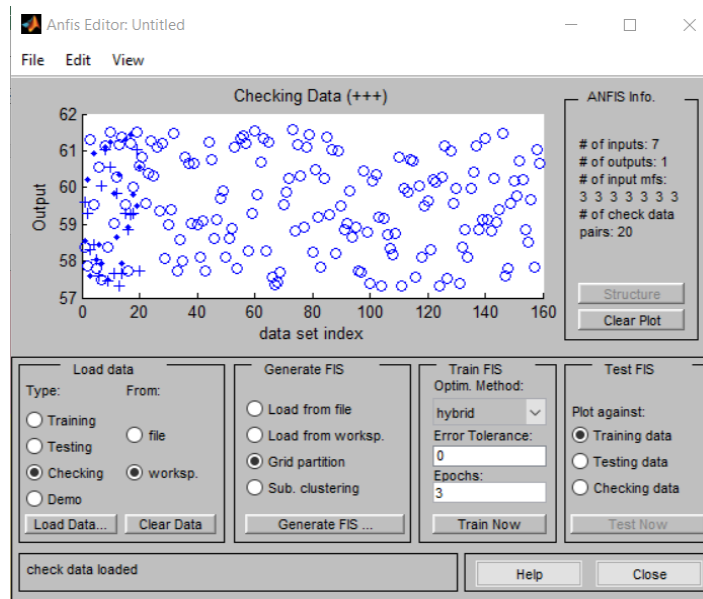 Anfis Editor: Untitled
File Edit View
Checking Data (+++)
62
61
60
59
58
57
Output
0 20 40 60 80 100 120 140 160
data set index
ANFIS Info.
# of inputs: 7
# of outputs: 1
# of input mfs:
3 3 3 3 3 3 3
# of check data
pairs: 20
Structure
Clear Plot
Load data
Type: From:
Training
Testing
Checking
Demo
file
worksp.
Load Data... Clear Data
Generate FIS
Load from file
Load from worksp.
Grid partition
Sub. clustering
Generate FIS ...
Train FIS
Optim. Method:
hybrid
Error Tolerance:
0
Epochs:
3
Train Now
Test FIS
Plot against:
Training data
Testing data
Checking data
Test Now
check data loaded
Help Close